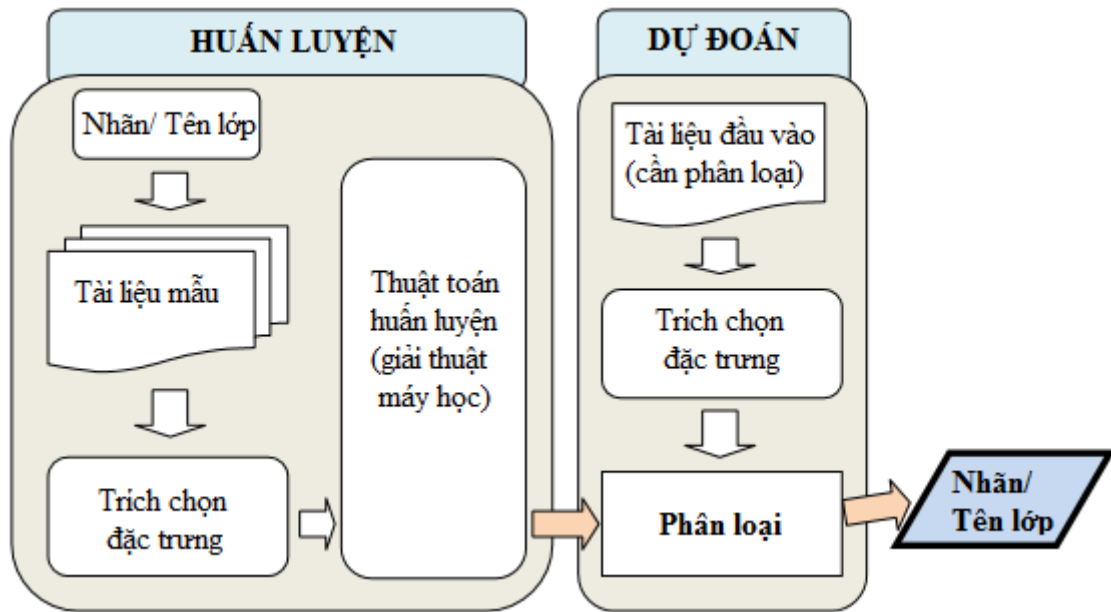 HUẤN LUYỆN
Nhãn/ Tên lớp
Tài liệu mẫu
Trích chọn
đặc trưng
Thuật toán
huấn luyện
(giải thuật
máy học)
DỰ ĐOÁN
Tài liệu đầu vào
(cần phân loại)
Trích chọn
đặc trưng
Phân loại
Nhãn/
Tên lớp